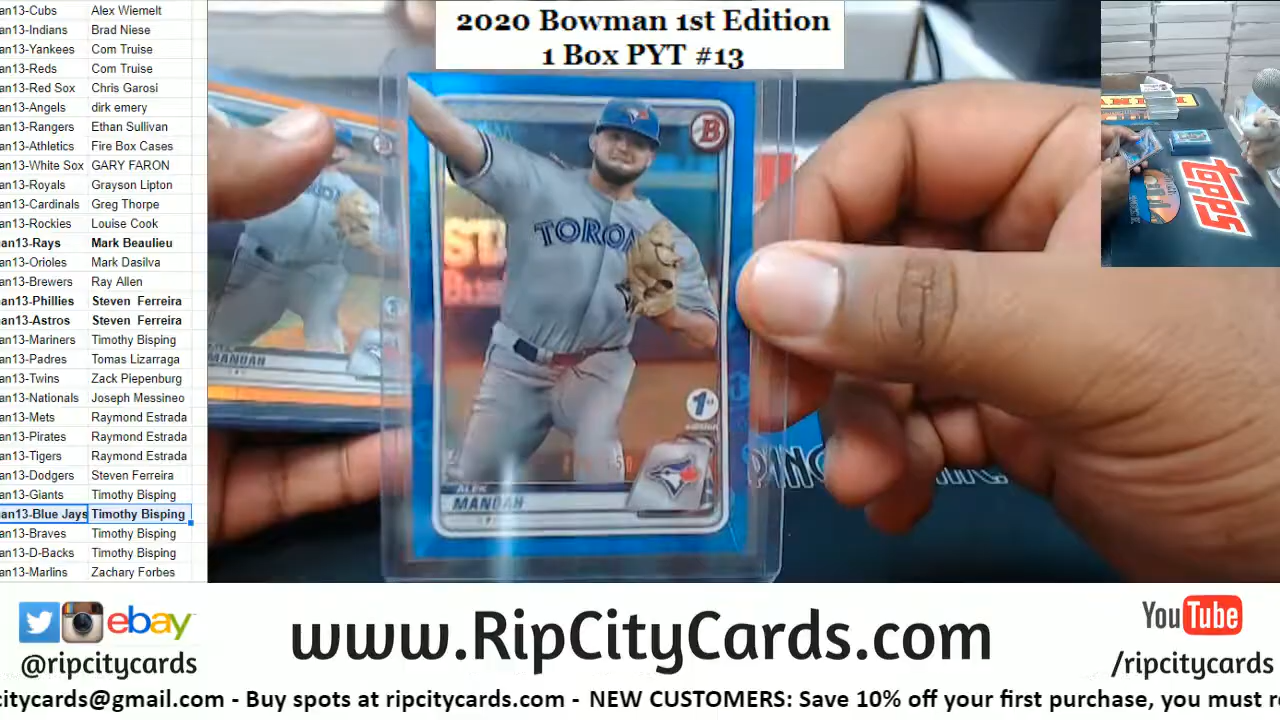 an13-Cubs Alex Wiemelt
an13-Indians Brad Niese
an13-Yankees Com Truise
an13-Reds Com Truise
an13-Red Sox Chris Garosi
an13-Angels dirk emery
an13-Rangers Ethan Sullivan
an13-Athletics Fire Box Cases
an13-White Sox GARY FARON
an13-Royals Grayson Lipton
an13-Cardinals Greg Thorpe
an13-Rockies Louise Cook
an13-Rays Mark Beaulieu
an13-Orioles Mark Dasilva
an13-Brewers Ray Allen
an13-Phillies Steven Ferreira
an13-Astros Steven Ferreira
an13-Mariners Timothy Bisping
an13-Padres Tomas Lizarraga
an13-Twins Zack Piepenburg
an13-Nationals Joseph Messineo
an13-Mets Raymond Estrada
an13-Pirates Raymond Estrada
an13-Tigers Raymond Estrada
an13-Dodgers Steven Ferreira
an13-Giants Timothy Bisping
an13-Blue Jays Timothy Bisping
an13-Braves Timothy Bisping
an13-D-Backs Timothy Bisping
an13-Marlins Zachary Forbes
2020 Bowman 1st Edition
1 Box PYT #13
B
TORON
1st
edition
ALEK
MANOAH
MANOAH
topps
ebay
@ripcitycards
www.RipCityCards.com
YouTube
/ripcitycards
citycards@gmail.com - Buy spots at ripcitycards.com - NEW CUSTOMERS: Save 10% off your first purchase, you must r